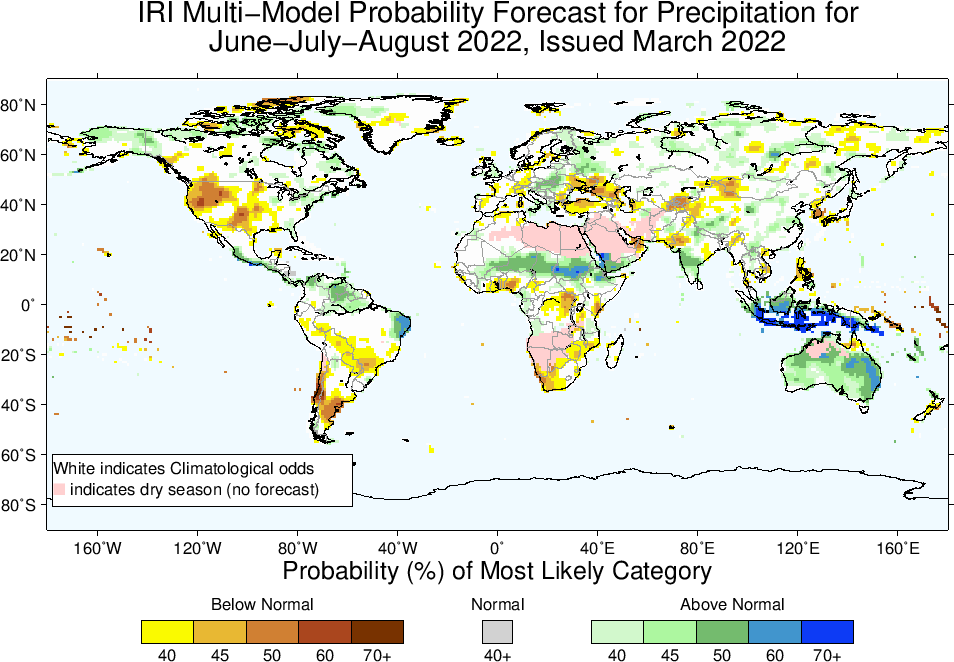 IRI Multi−Model Probability Forecast for Precipitation for
June−July−August 2022, Issued March 2022
80˚N
60˚N
40˚N
20˚N
0˚
20˚S
40˚S
60˚S
80˚S
White indicates Climatological odds
indicates dry season (no forecast)
160˚W 120˚W 80˚W 40˚W 0˚ 40˚E 80˚E 120˚E 160˚E
Probability (%) of Most Likely Category
Below Normal Normal Above Normal
40 45 50 60 70+ 40+ 40 45 50 60 70+